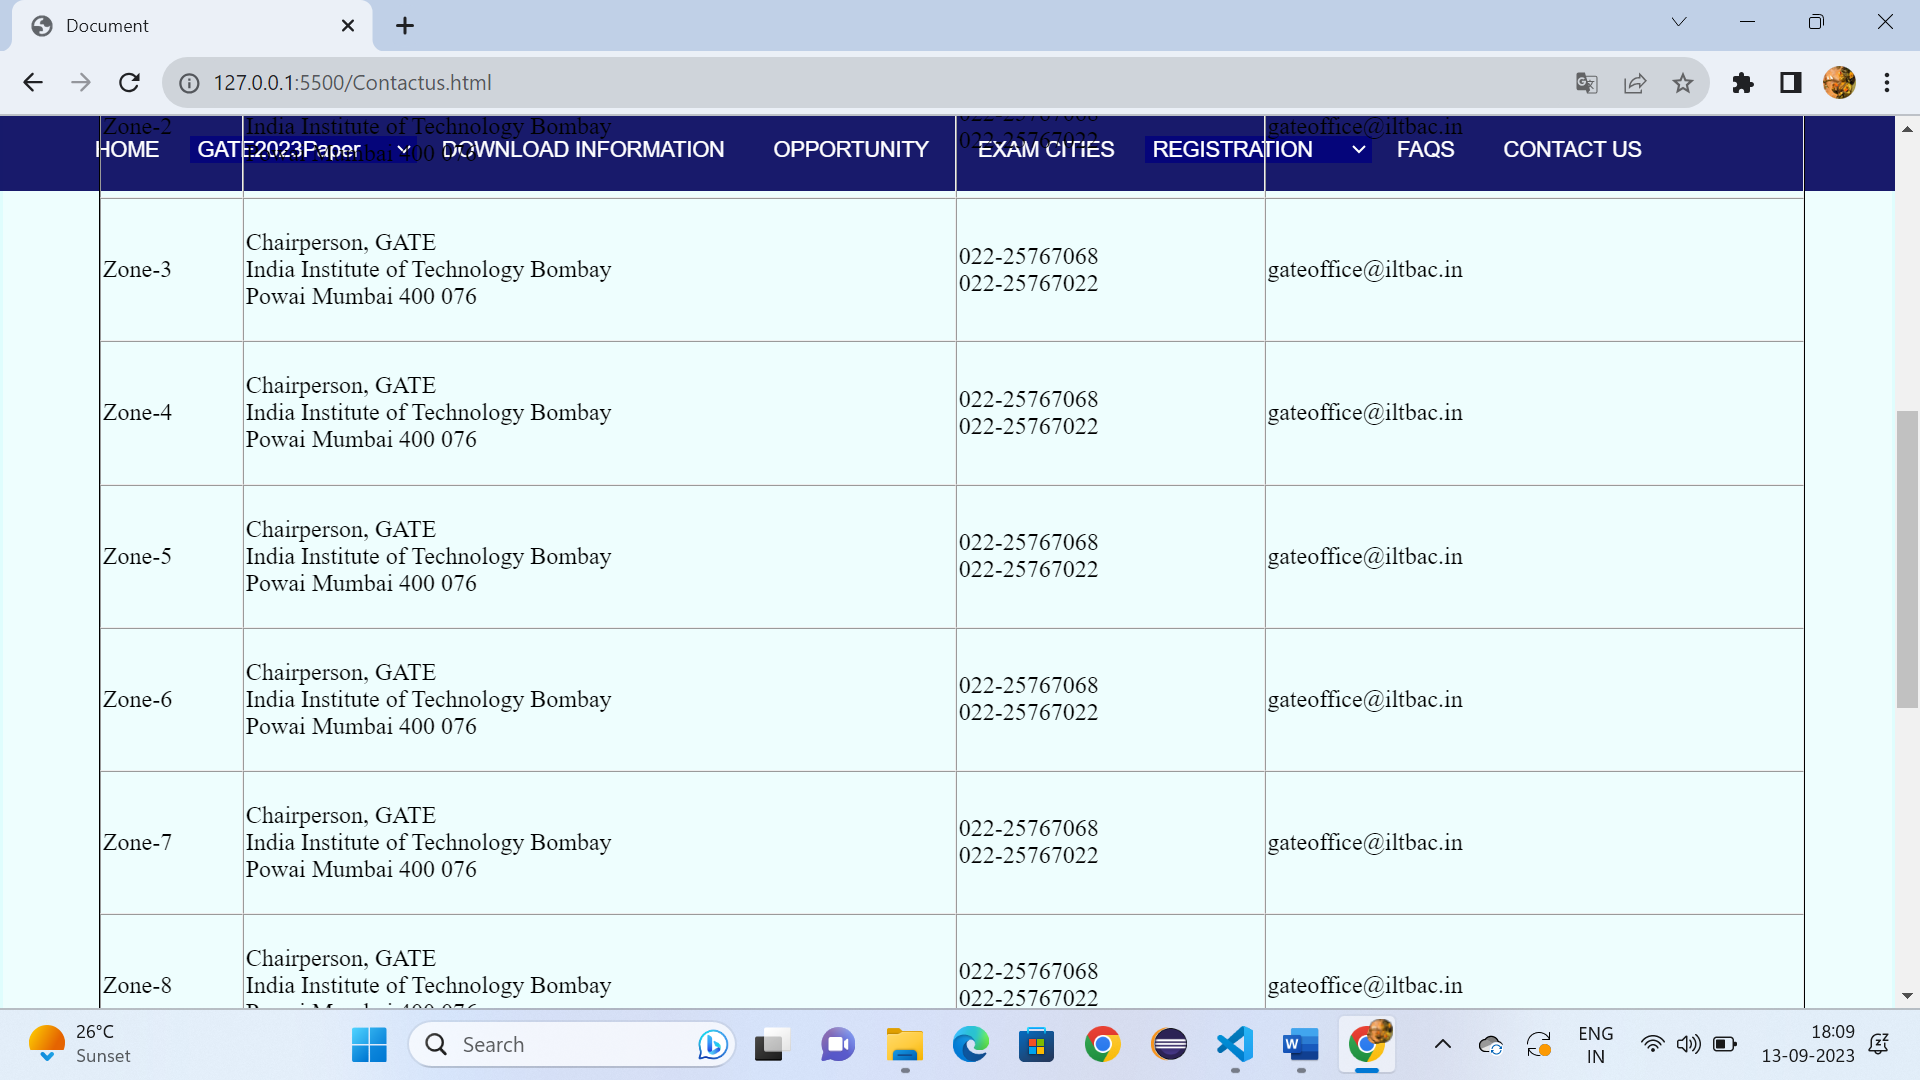 Document
127.0.0.1:5500/Contactus.html
Zone-2
India Institute of Technology Bombay
022-25767022
gateoffice@iltbac.in
HOME
GATE2023Paper
DOWNLOAD INFORMATION
OPPORTUNITY
EXAM CITIES
REGISTRATION
FAQS
CONTACT US
Zone-3
Chairperson, GATE
India Institute of Technology Bombay
Powai Mumbai 400 076
022-25767068
022-25767022
gateoffice@iltbac.in
Zone-4
Chairperson, GATE
India Institute of Technology Bombay
Powai Mumbai 400 076
022-25767068
022-25767022
gateoffice@iltbac.in
Zone-5
Chairperson, GATE
India Institute of Technology Bombay
Powai Mumbai 400 076
022-25767068
022-25767022
gateoffice@iltbac.in
Zone-6
Chairperson, GATE
India Institute of Technology Bombay
Powai Mumbai 400 076
022-25767068
022-25767022
gateoffice@iltbac.in
Zone-7
Chairperson, GATE
India Institute of Technology Bombay
Powai Mumbai 400 076
022-25767068
022-25767022
gateoffice@iltbac.in
Zone-8
Chairperson, GATE
India Institute of Technology Bombay
022-25767068
022-25767022
gateoffice@iltbac.in
26°C
Sunset
Search
ENG
IN
18:09
13-09-2023